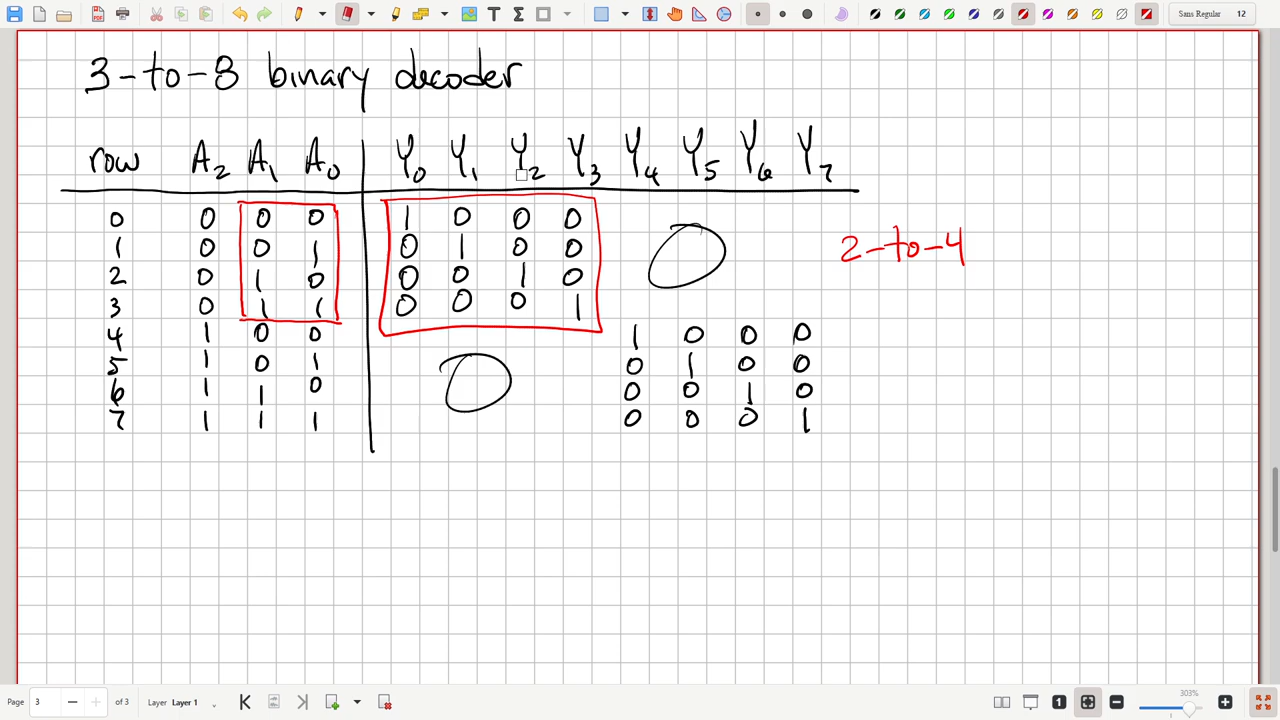 Sans Regular 12
3-to-8 binary decoder
row A2 A1 A0 Y0 Y1 Y2 Y3 Y4 Y5 Y6 Y7
0 0 0 0 1 0 0 0 0
1 0 0 1 0 1 0 0 2-to-4
2 0 1 0 0 0 1 0
3 0 1 1 0 0 0 1
4 1 0 0 1 0 0 0
5 1 0 1 0 0 1 0 0
6 1 1 0 0 0 1 0
7 1 1 1 0 0 0 1
Page 3 of 3 Layer Layer 1 303%